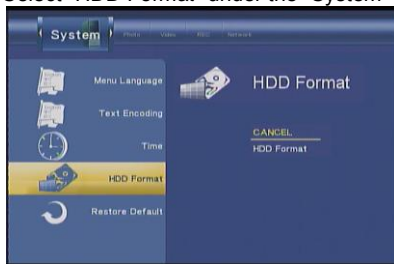 Select "HDD Format" under the "System"
System Photo Video REC Network
Menu Language
HDD Format
Text Encoding
CANCEL
Time
HDD Format
HDD Format
Restore Default